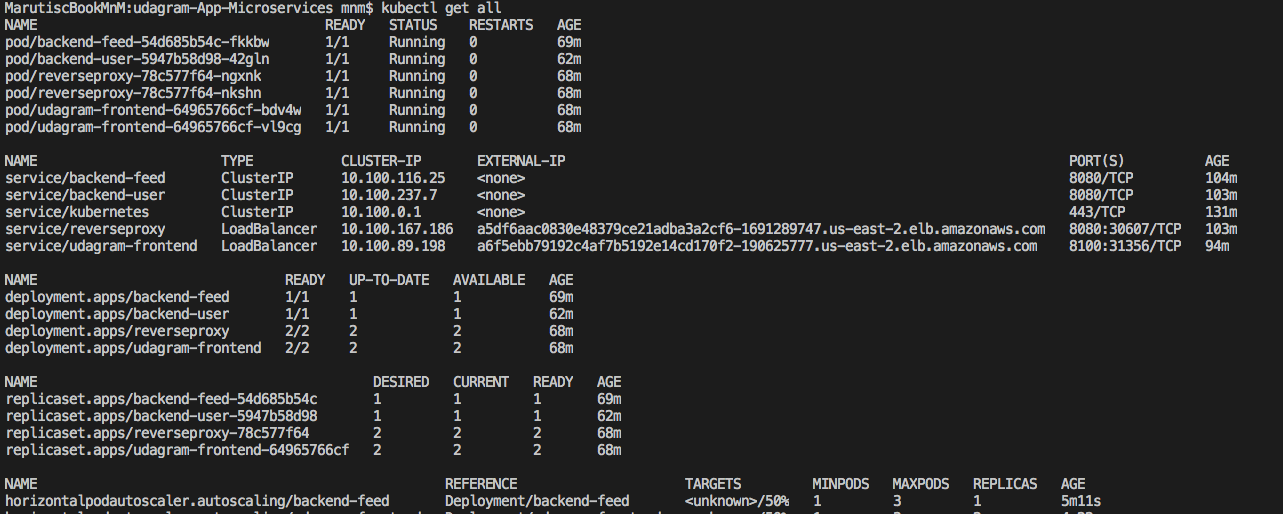 MarutiscBookMnM:udagram-App-Microservices mnm$ kubectl get all
NAME READY STATUS RESTARTS AGE
pod/backend-feed-54d685b54c-fkkbw 1/1 Running 0 69m
pod/backend-user-5947b58d98-42gln 1/1 Running 0 62m
pod/reverseproxy-78c577f64-ngxnk 1/1 Running 0 68m
pod/reverseproxy-78c577f64-nkshn 1/1 Running 0 68m
pod/udagram-frontend-64965766cf-bdv4w 1/1 Running 0 68m
pod/udagram-frontend-64965766cf-vl9cg 1/1 Running 0 68m
NAME TYPE CLUSTER-IP EXTERNAL-IP PORT(S) AGE
service/backend-feed ClusterIP 10.100.116.25 <none> 8080/TCP 104m
service/backend-user ClusterIP 10.100.237.7 <none> 8080/TCP 103m
service/kubernetes ClusterIP 10.100.0.1 <none> 443/TCP 131m
service/reverseproxy LoadBalancer 10.100.167.186 a5df6aac0830e48379ce21adba3a2cf6-1691289747.us-east-2.elb.amazonaws.com 8080:30607/TCP 103m
service/udagram-frontend LoadBalancer 10.100.89.198 a6f5ebb79192c4af7b5192e14cd170f2-190625777.us-east-2.elb.amazonaws.com 8100:31356/TCP 94m
NAME READY UP-TO-DATE AVAILABLE AGE
deployment.apps/backend-feed 1/1 1 1 69m
deployment.apps/backend-user 1/1 1 1 62m
deployment.apps/reverseproxy 2/2 2 2 68m
deployment.apps/udagram-frontend 2/2 2 2 68m
NAME DESIRED CURRENT READY AGE
replicaset.apps/backend-feed-54d685b54c 1 1 1 69m
replicaset.apps/backend-user-5947b58d98 1 1 1 62m
replicaset.apps/reverseproxy-78c577f64 2 2 2 68m
replicaset.apps/udagram-frontend-64965766cf 2 2 2 68m
NAME REFERENCE TARGETS MINPODS MAXPODS REPLICAS AGE
horizontalpodautoscaler.autoscaling/backend-feed Deployment/backend-feed <unknown>/50% 1 3 1 5m11s